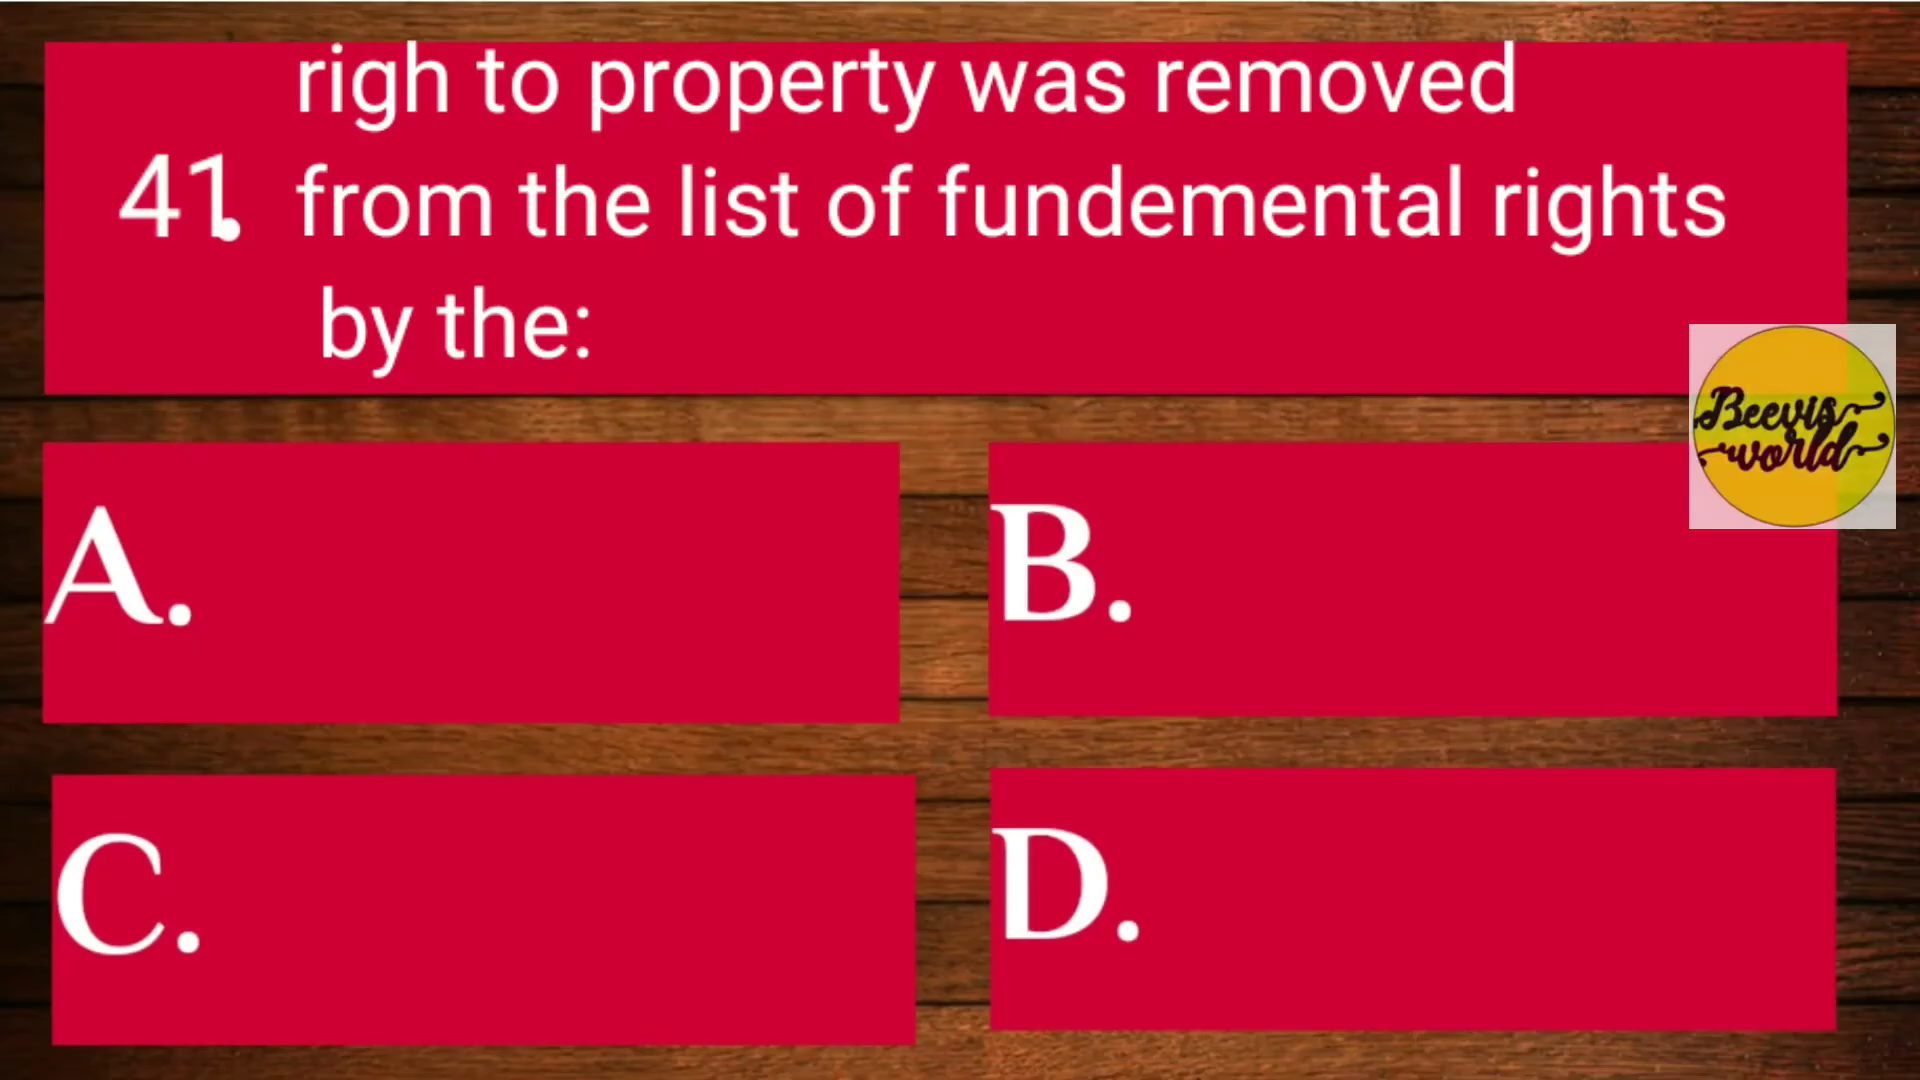 righ to property was removed
41. from the list of fundemental rights
by the:
Beevis
world
A.
B.
C.
D.